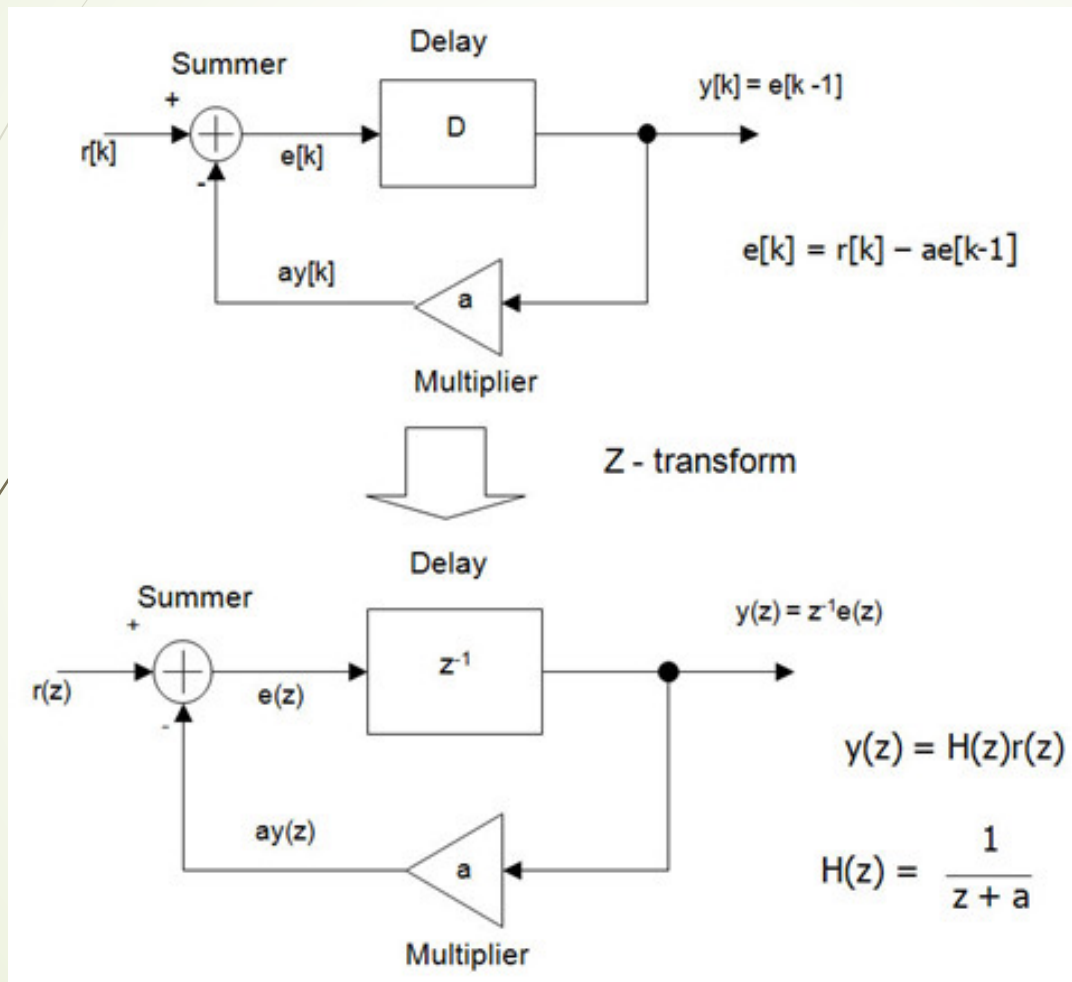 Delay
Summer
+
D
y[k] = e[k -1]
r[k]
-
e[k]
e[k] = r[k] – ae[k-1]
ay[k]
a
Multiplier
Z - transform
Delay
Summer
+
z⁻¹
y(z) = z⁻¹e(z)
r(z)
-
e(z)
y(z) = H(z)r(z)
ay(z)
a
H(z) = 1
z + a
Multiplier